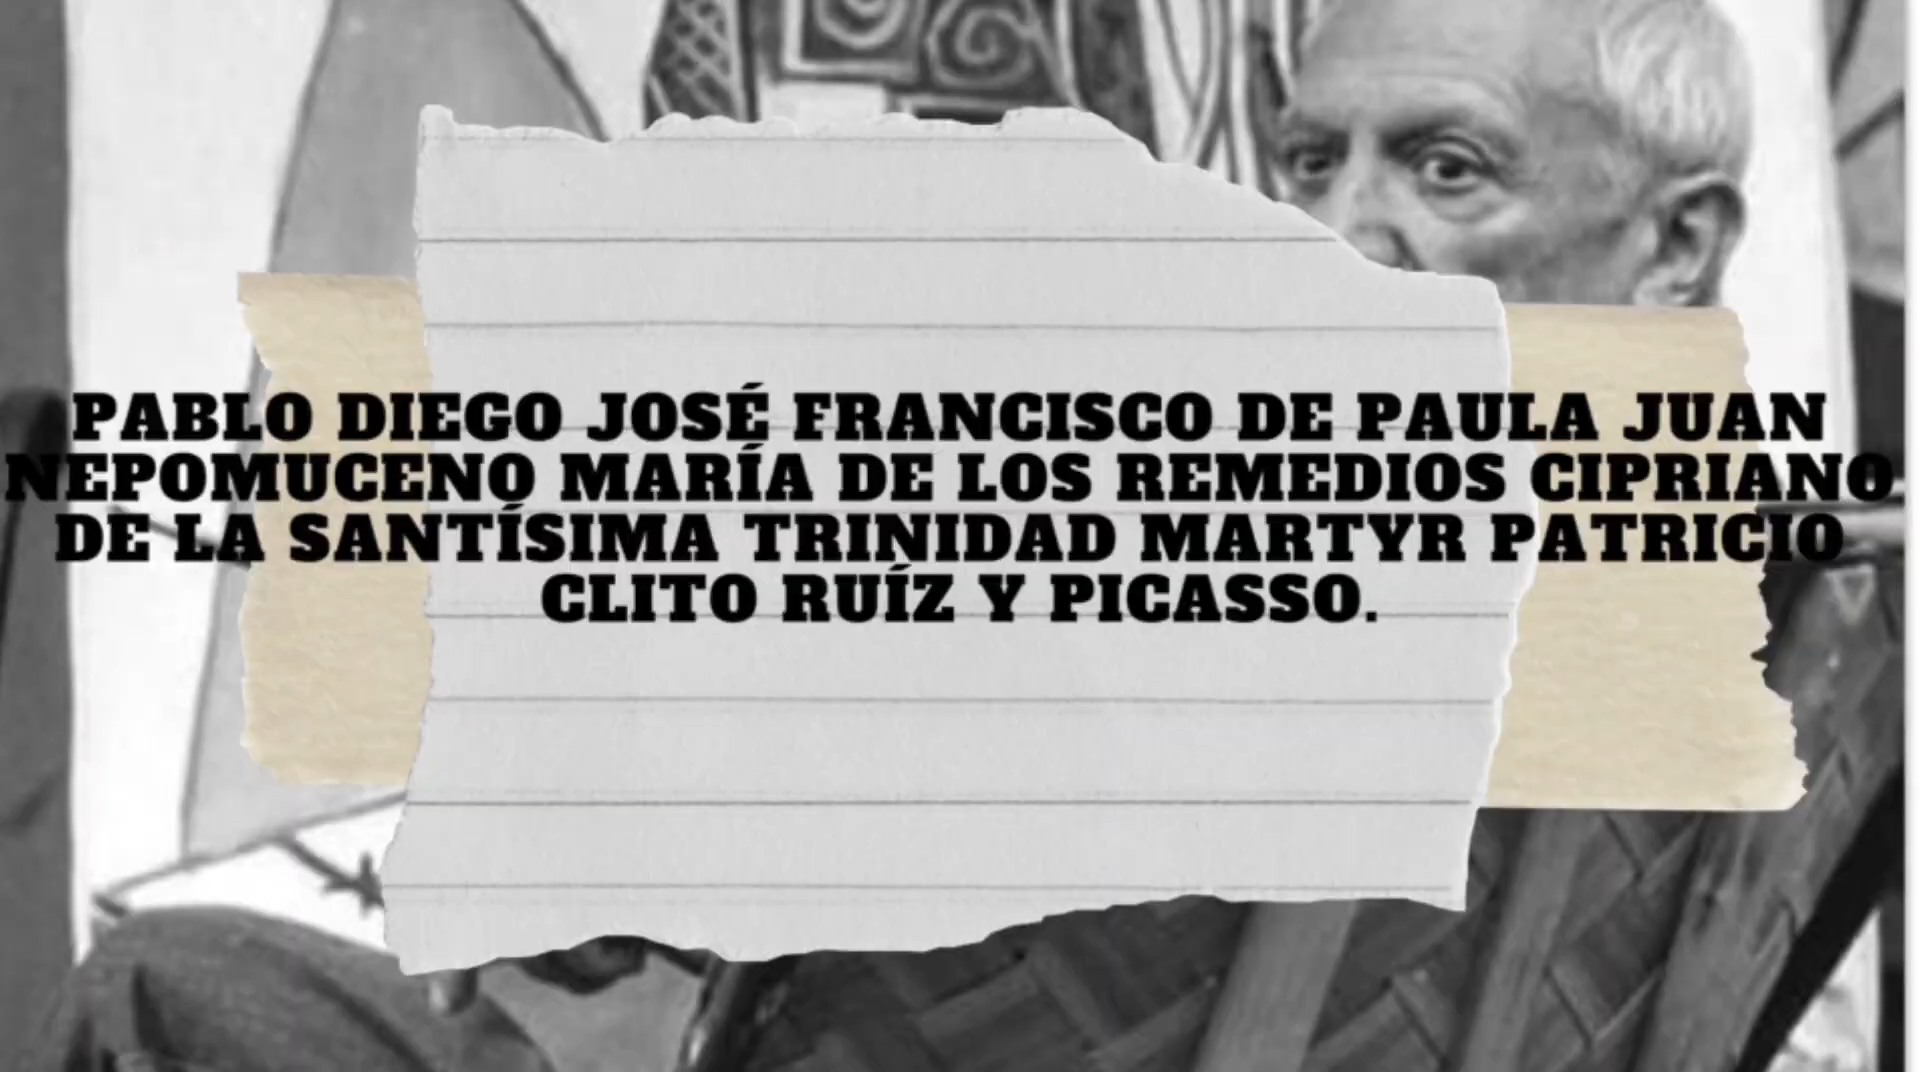 PABLO DIEGO JOSÉ FRANCISCO DE PAULA JUAN
NEPOMUCENO MARÍA DE LOS REMEDIOS CIPRIANO
DE LA SANTÍSIMA TRINIDAD MARTYR PATRICIO
CLITO RUÍZ Y PICASSO.